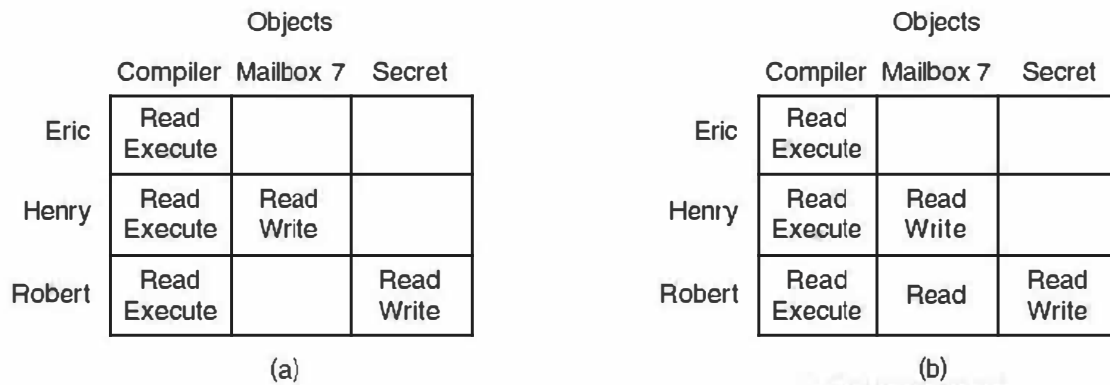 Objects
Compiler Mailbox 7 Secret
Eric
Read
Execute
Henry
Read
Execute
Read
Write
Robert
Read
Execute
Read
Write
(a)
Objects
Compiler Mailbox 7 Secret
Eric
Read
Execute
Henry
Read
Execute
Read
Write
Robert
Read
Execute
Read
Read
Write
(b)